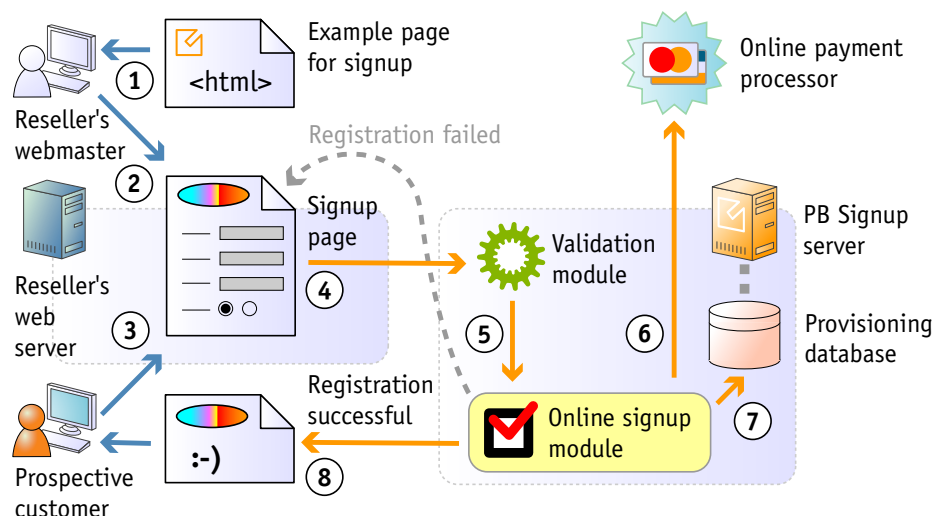 Example page
for signup
<html>
1
Reseller's
webmaster
Online payment
processor
Registration failed
2
Signup
page
Reseller's
web
server
3
4
Validation
module
PB Signup
server
5
6
Provisioning
database
Registration
successful
Online signup
module
7
:-)
8
Prospective
customer